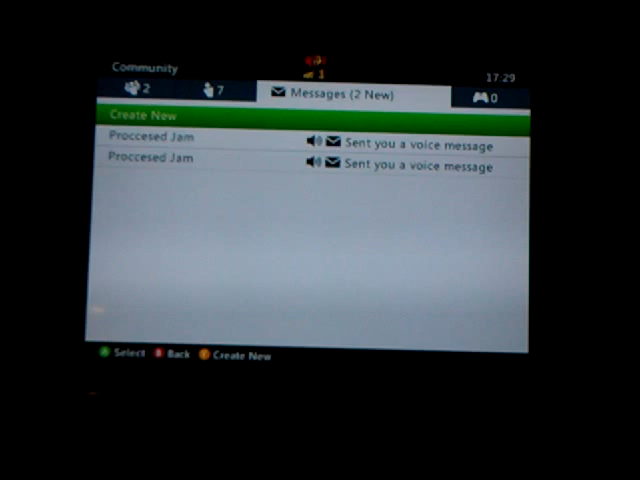 Community
1
17:29
2
7
Messages (2 New)
0
Create New
Proccesed Jam Sent you a voice message
Proccesed Jam Sent you a voice message
A Select B Back Y Create New